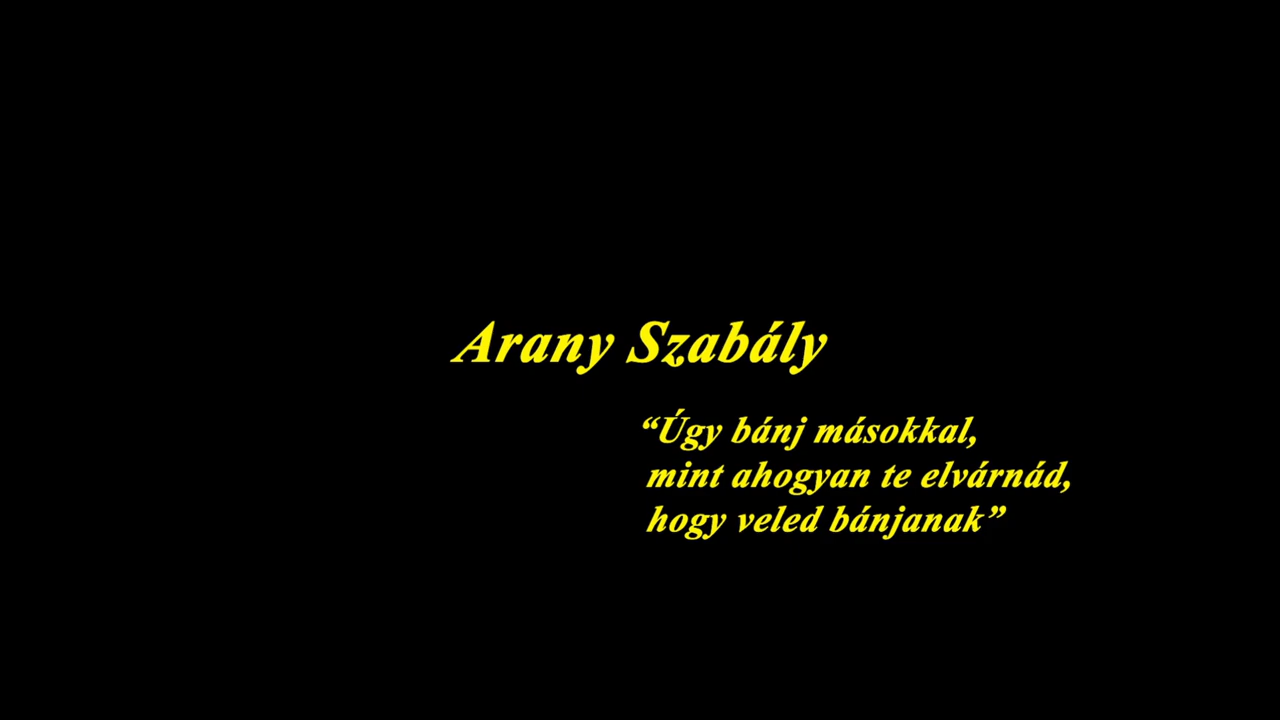 Arany Szabály
“Úgy bánj másokkal,
mint ahogyan te elvárnád,
hogy veled bánjanak”